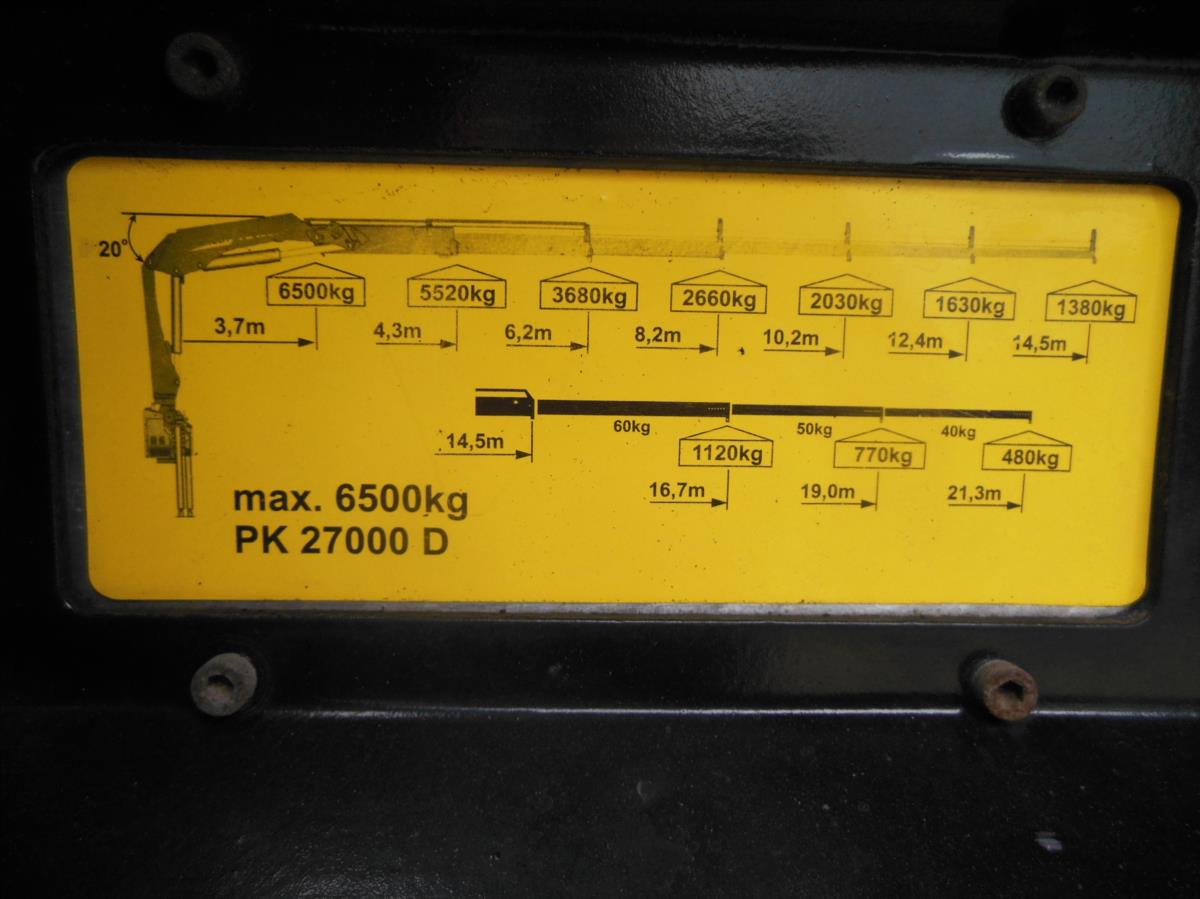 20°
6500kg 5520kg 3680kg 2660kg 2030kg 1630kg 1380kg
3,7m 4,3m 6,2m 8,2m 10,2m 12,4m 14,5m
60kg 50kg 40kg
14,5m 1120kg 770kg 480kg
16,7m 19,0m 21,3m
max. 6500kg
PK 27000 D